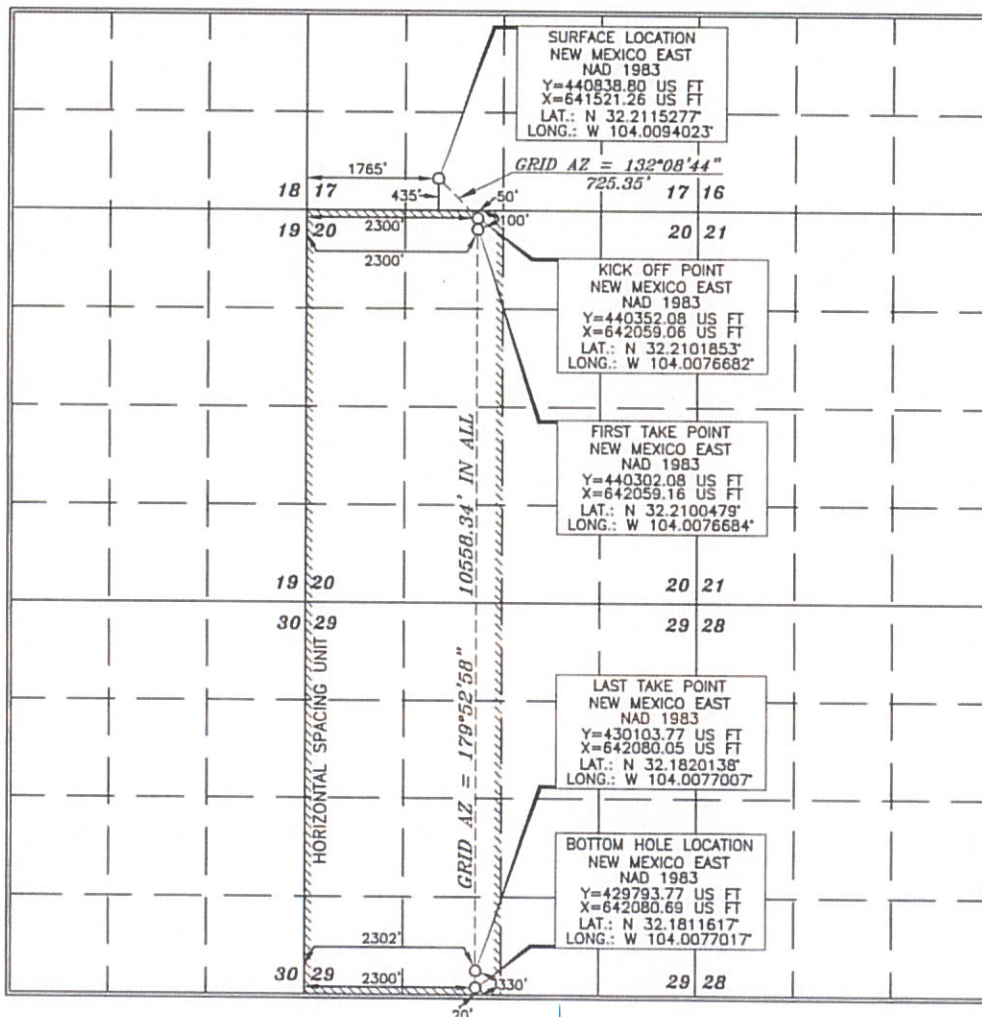 SURFACE LOCATION
NEW MEXICO EAST
NAD 1983
Y=440838.80 US FT
X=641521.26 US FT
LAT.: N 32.2115277°
LONG.: W 104.0094023°
1765'
GRID AZ = 132°08'44"
725.35'
18 17
435'
50'
17 16
2300'
100'
19 20
20 21
2300'
KICK OFF POINT
NEW MEXICO EAST
NAD 1983
Y=440352.08 US FT
X=642059.06 US FT
LAT.: N 32.2101853°
LONG.: W 104.0076682°
FIRST TAKE POINT
NEW MEXICO EAST
NAD 1983
Y=440302.08 US FT
X=642059.16 US FT
LAT.: N 32.2100479°
LONG.: W 104.0076684°
GRID AZ = 179°52'58" 10558.34' IN ALL
19 20
20 21
30 29
29 28
HORIZONTAL SPACING UNIT
LAST TAKE POINT
NEW MEXICO EAST
NAD 1983
Y=430103.77 US FT
X=642080.05 US FT
LAT.: N 32.1820138°
LONG.: W 104.0077007°
BOTTOM HOLE LOCATION
NEW MEXICO EAST
NAD 1983
Y=429793.77 US FT
X=642080.69 US FT
LAT.: N 32.1811617°
LONG.: W 104.0077017°
2302'
30 29
2300'
330'
29 28
20'